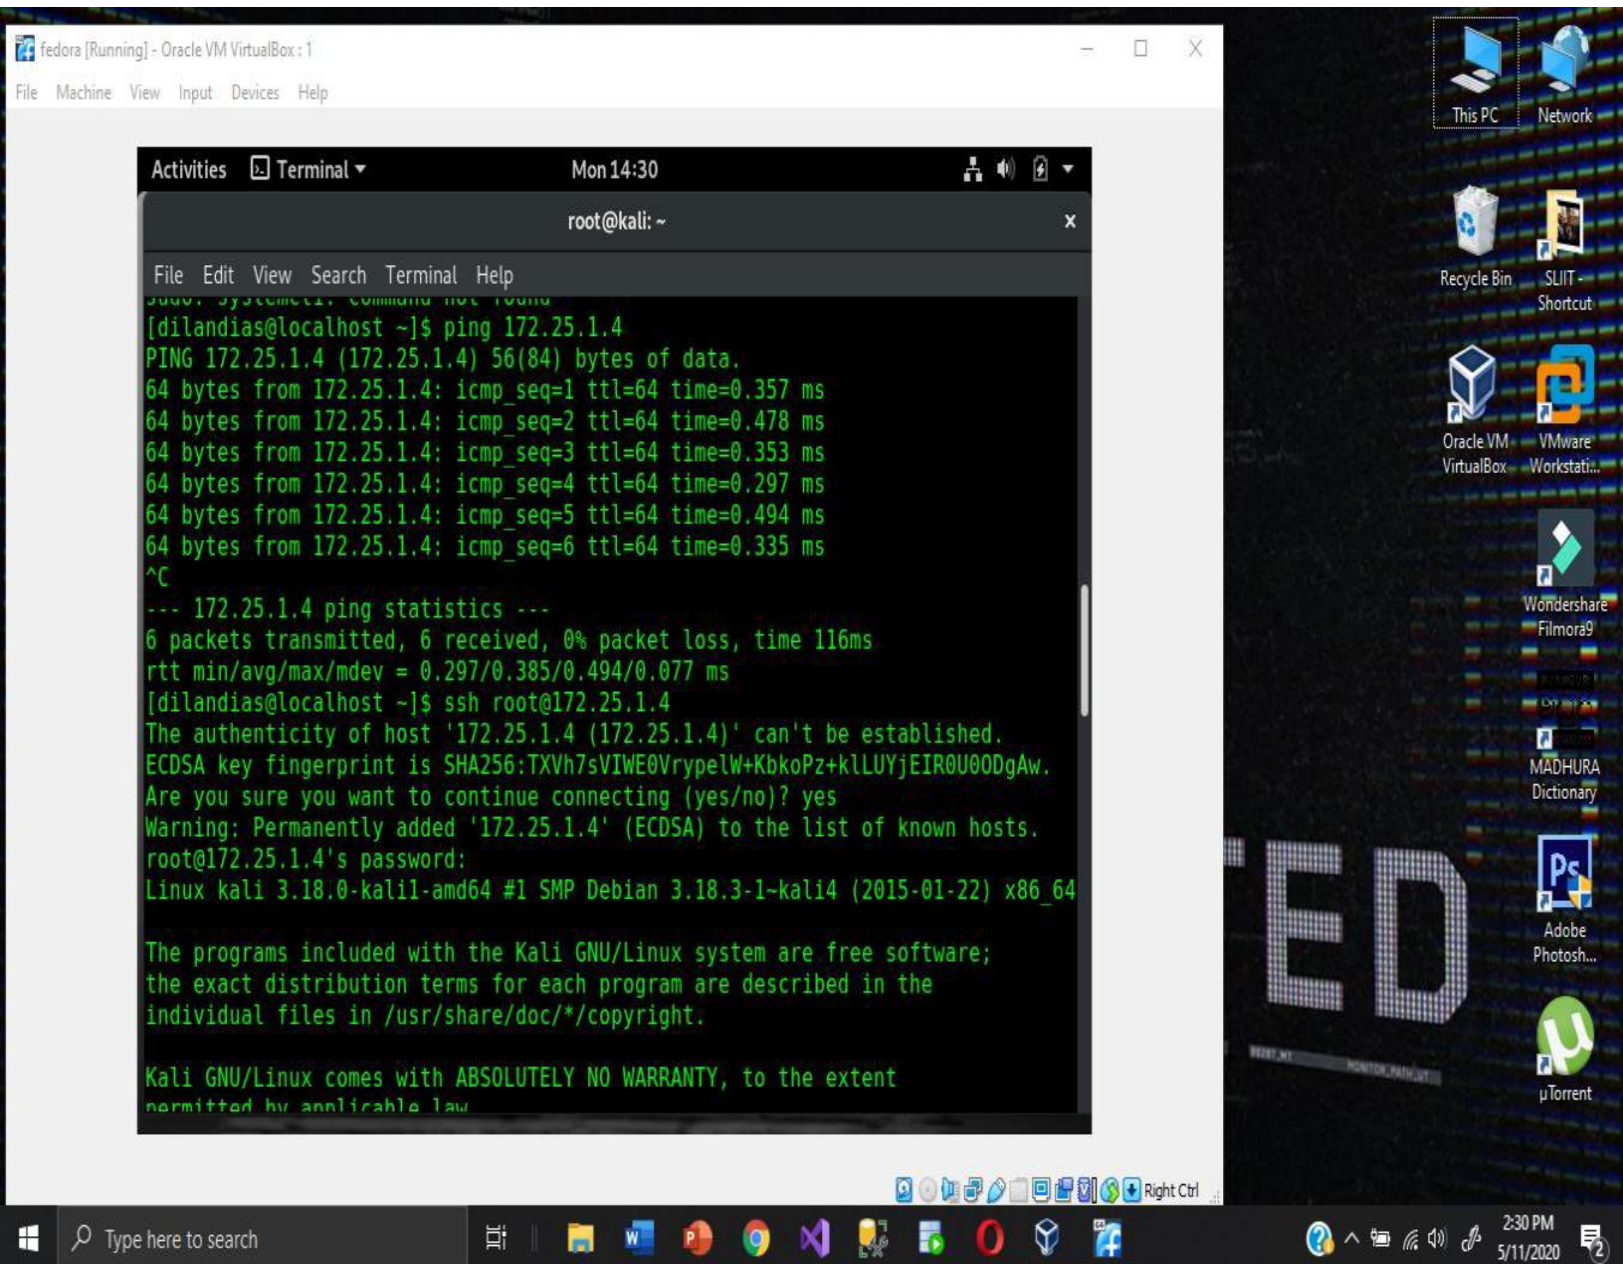 fedora [Running] - Oracle VM VirtualBox : 1
File Machine View Input Devices Help
Activities Terminal Mon 14:30
root@kali: ~ x
File Edit View Search Terminal Help
sudo: systemctl: command not found
[dilandias@localhost ~]$ ping 172.25.1.4
PING 172.25.1.4 (172.25.1.4) 56(84) bytes of data.
64 bytes from 172.25.1.4: icmp_seq=1 ttl=64 time=0.357 ms
64 bytes from 172.25.1.4: icmp_seq=2 ttl=64 time=0.478 ms
64 bytes from 172.25.1.4: icmp_seq=3 ttl=64 time=0.353 ms
64 bytes from 172.25.1.4: icmp_seq=4 ttl=64 time=0.297 ms
64 bytes from 172.25.1.4: icmp_seq=5 ttl=64 time=0.494 ms
64 bytes from 172.25.1.4: icmp_seq=6 ttl=64 time=0.335 ms
^C
--- 172.25.1.4 ping statistics ---
6 packets transmitted, 6 received, 0% packet loss, time 116ms
rtt min/avg/max/mdev = 0.297/0.385/0.494/0.077 ms
[dilandias@localhost ~]$ ssh root@172.25.1.4
The authenticity of host '172.25.1.4 (172.25.1.4)' can't be established.
ECDSA key fingerprint is SHA256:TXVh7sVIWE0VrypelW+KbkoPz+klLUYjEIR0U0ODgAw.
Are you sure you want to continue connecting (yes/no)? yes
Warning: Permanently added '172.25.1.4' (ECDSA) to the list of known hosts.
root@172.25.1.4's password:
Linux kali 3.18.0-kali1-amd64 #1 SMP Debian 3.18.3-1~kali4 (2015-01-22) x86_64
The programs included with the Kali GNU/Linux system are free software;
the exact distribution terms for each program are described in the
individual files in /usr/share/doc/*/copyright.
Kali GNU/Linux comes with ABSOLUTELY NO WARRANTY, to the extent
permitted by applicable law
Right Ctrl
This PC
Network
Recycle Bin
SLIIT -
Shortcut
Oracle VM
VirtualBox
VMware
Workstati...
Wondershare
Filmora9
MADHURA
Dictionary
Ps
Adobe
Photosh...
µTorrent
TED
Type here to search
2:30 PM
5/11/2020
2